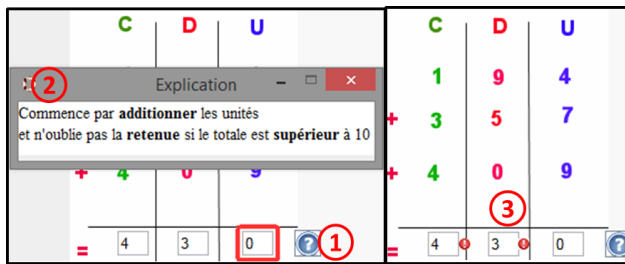 C D U
2 Explication
Commence par additionner les unités
et n'oublie pas la retenue si le totale est supérieur à 10
+ 4 0 9
= 4 3 0 ? 1
C D U
1 9 4
+ 3 5 7
+ 4 0 9
3
= 4 ! 3 ! 0 ?